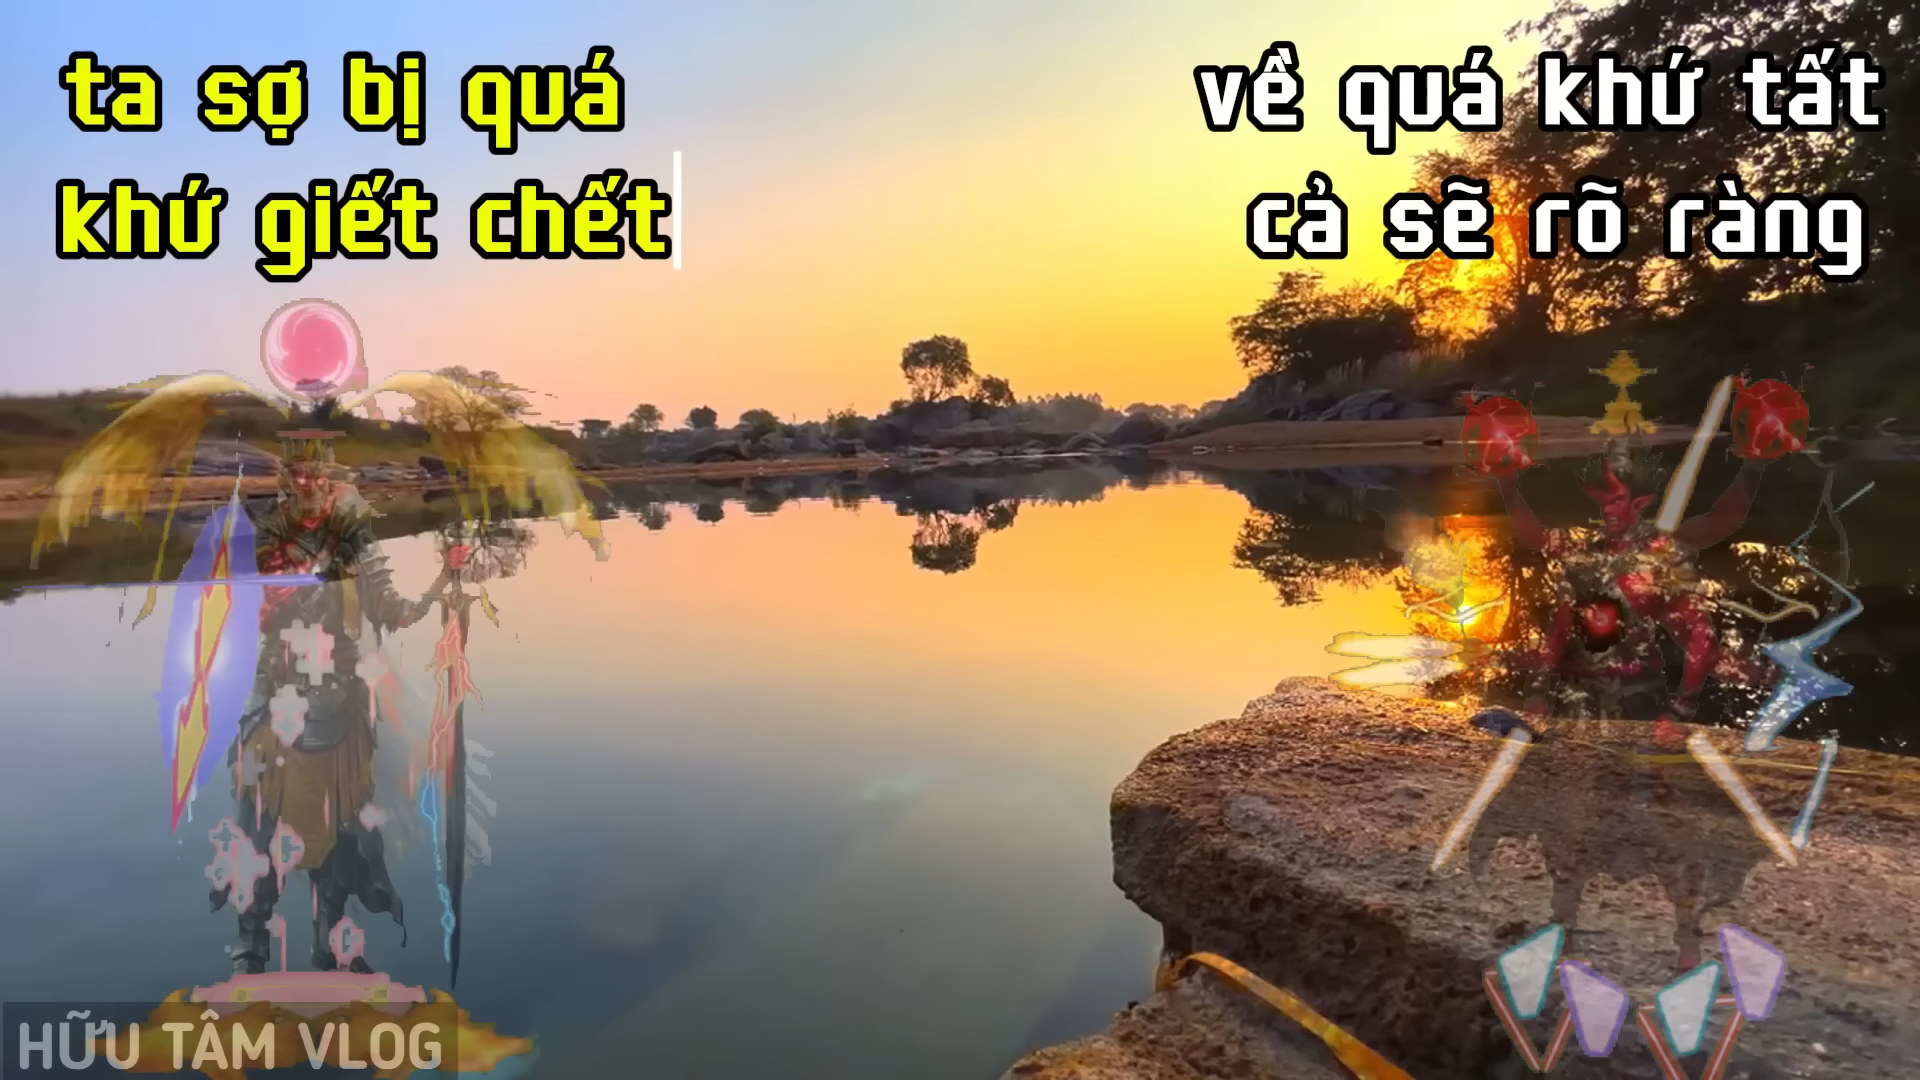 ta sợ bị quá
khứ giết chết
về quá khứ tất
cả sẽ rõ ràng
HỮU TÂM VLOG